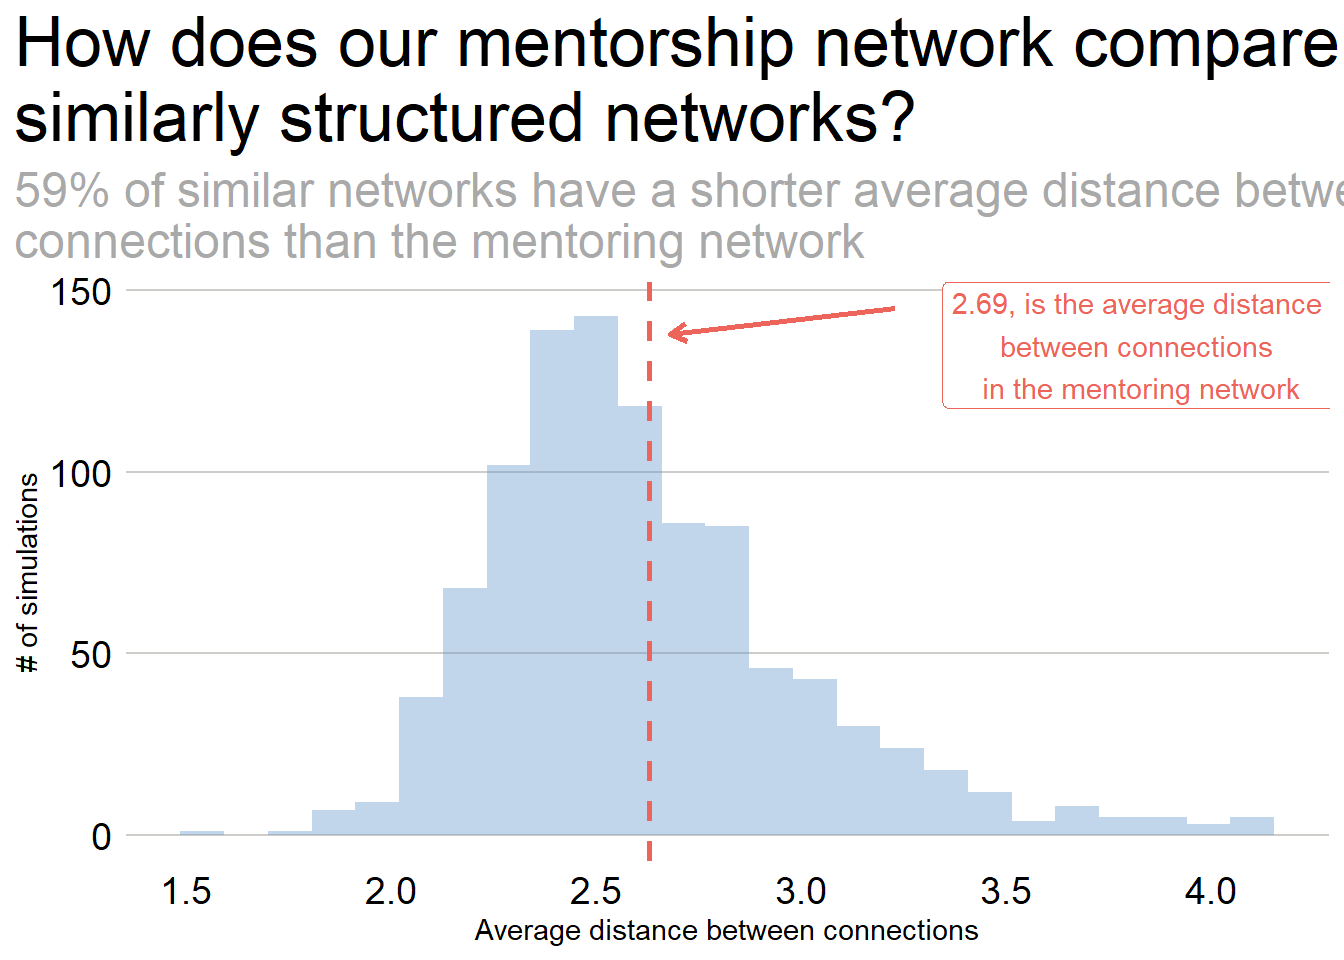 How does our mentorship network compare
similarly structured networks?
59% of similar networks have a shorter average distance betwe
connections than the mentoring network
150
2.69, is the average distance
between connections
in the mentoring network
100
# of simulations
50
0
1.5 2.0 2.5 3.0 3.5 4.0
Average distance between connections